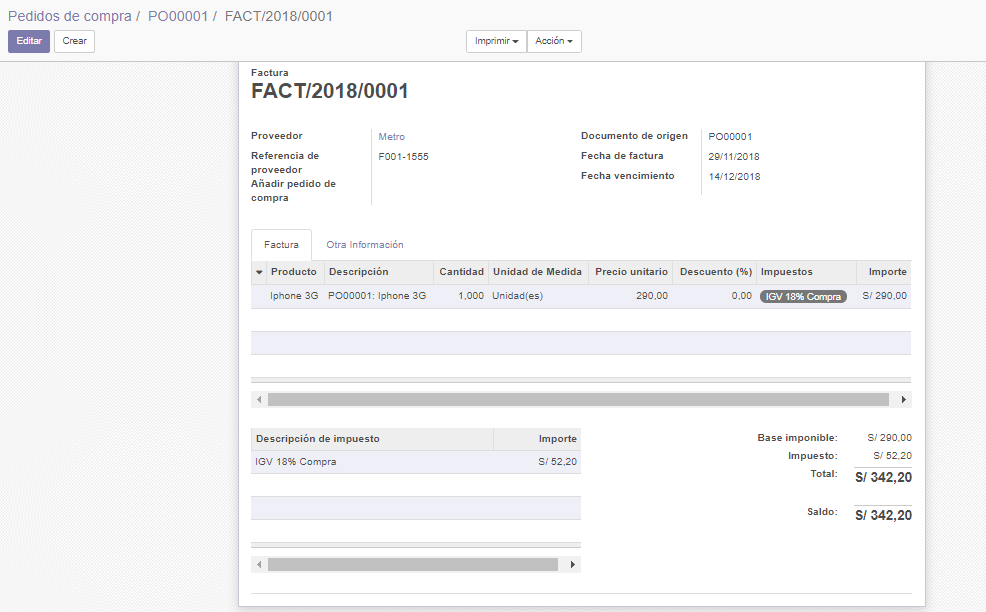 Pedidos de compra / PO00001 / FACT/2018/0001
Editar Crear Imprimir Acción
Factura
FACT/2018/0001
Proveedor Metro
Referencia de proveedor F001-1555
Añadir pedido de compra
Documento de origen PO00001
Fecha de factura 29/11/2018
Fecha vencimiento 14/12/2018
Factura Otra Información
Producto Descripción Cantidad Unidad de Medida Precio unitario Descuento (%) Impuestos Importe
Iphone 3G PO00001: Iphone 3G 1,000 Unidad(es) 290,00 0,00 IGV 18% Compra S/ 290,00
Descripción de impuesto Importe
IGV 18% Compra S/ 52,20
Base imponible: S/ 290,00
Impuesto: S/ 52,20
Total: S/ 342,20
Saldo: S/ 342,20